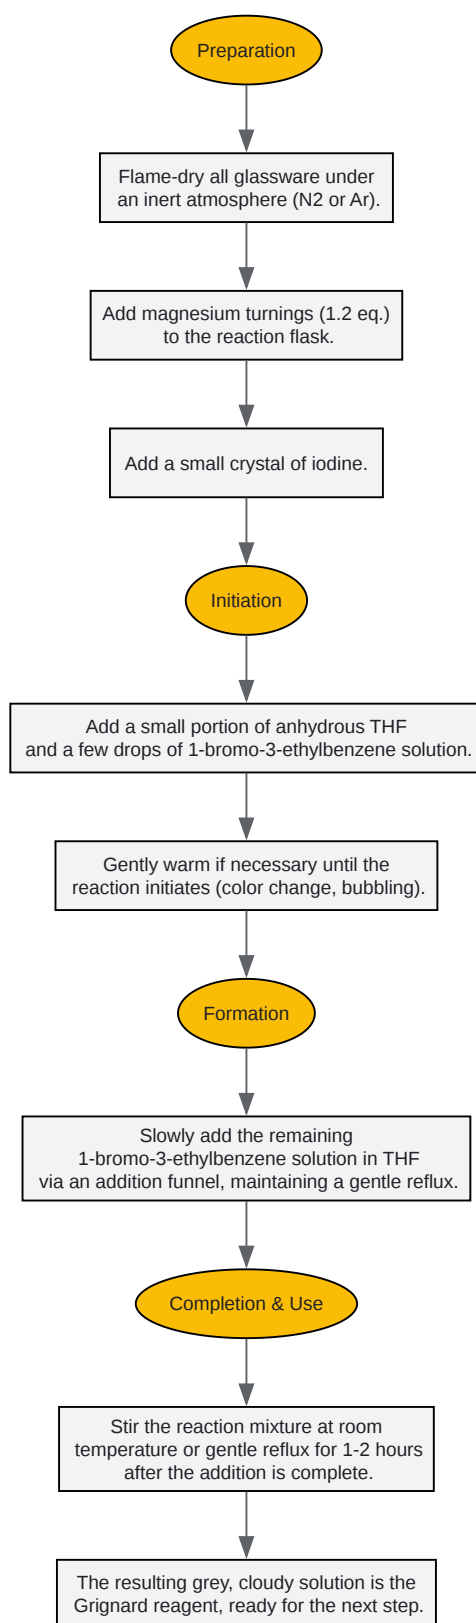 Preparation
Flame-dry all glassware under
an inert atmosphere (N2 or Ar).
Add magnesium turnings (1.2 eq.)
to the reaction flask.
Add a small crystal of iodine.
Initiation
Add a small portion of anhydrous THF
and a few drops of 1-bromo-3-ethylbenzene solution.
Gently warm if necessary until the
reaction initiates (color change, bubbling).
Formation
Slowly add the remaining
1-bromo-3-ethylbenzene solution in THF
via an addition funnel, maintaining a gentle reflux.
Completion & Use
Stir the reaction mixture at room
temperature or gentle reflux for 1-2 hours
after the addition is complete.
The resulting grey, cloudy solution is the
Grignard reagent, ready for the next step.